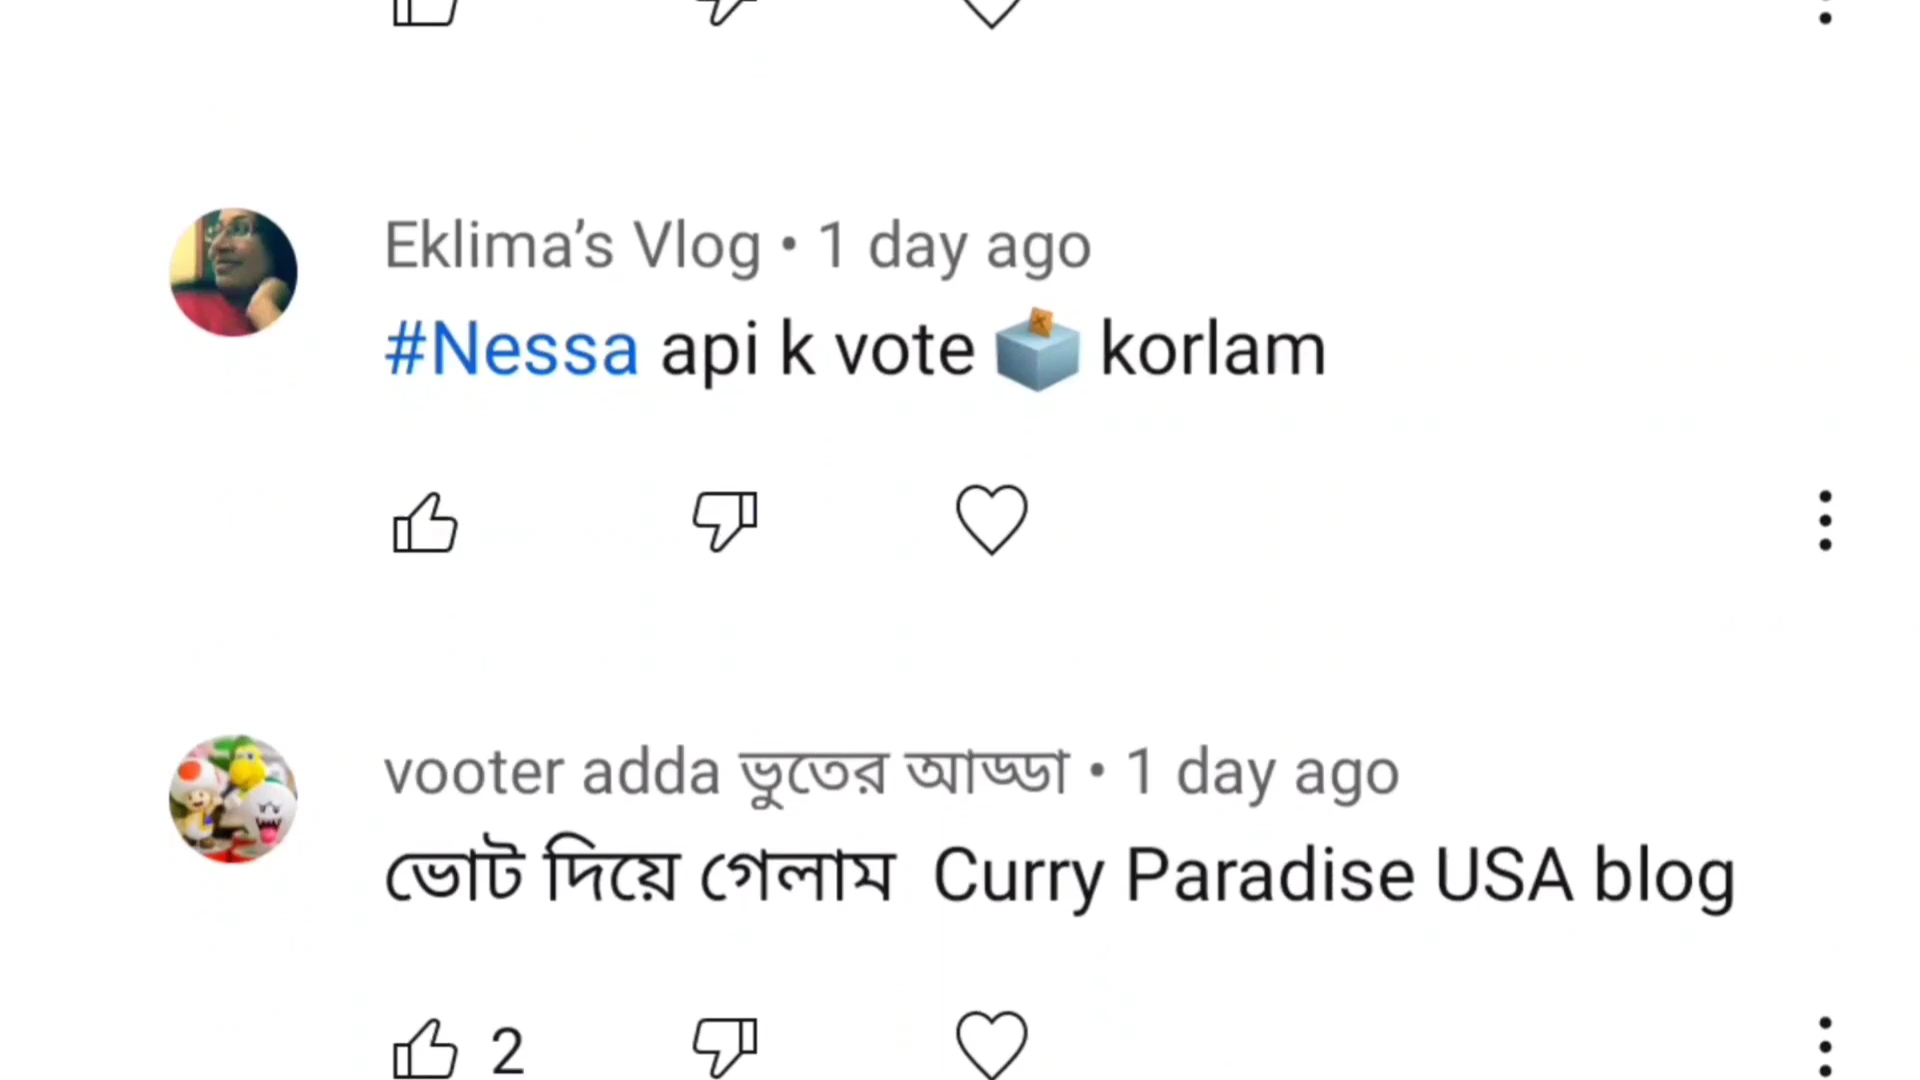 Eklima’s Vlog • 1 day ago
#Nessa api k vote 🗳️ korlam
vooter adda ভুতের আড্ডা • 1 day ago
ভোট দিয়ে গেলাম Curry Paradise USA blog
2